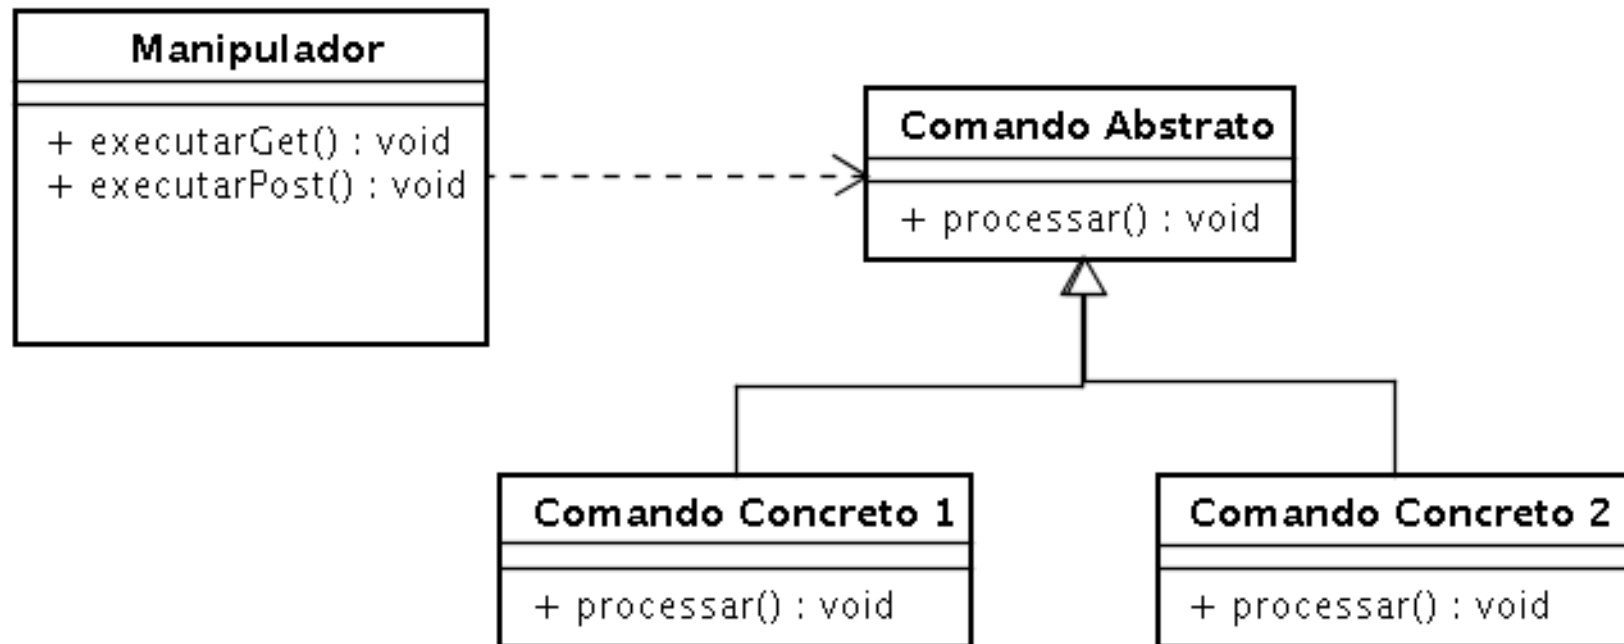 Manipulador
+ executarGet() : void
+ executarPost() : void
Comando Abstrato
+ processar() : void
Comando Concreto 1
+ processar() : void
Comando Concreto 2
+ processar() : void